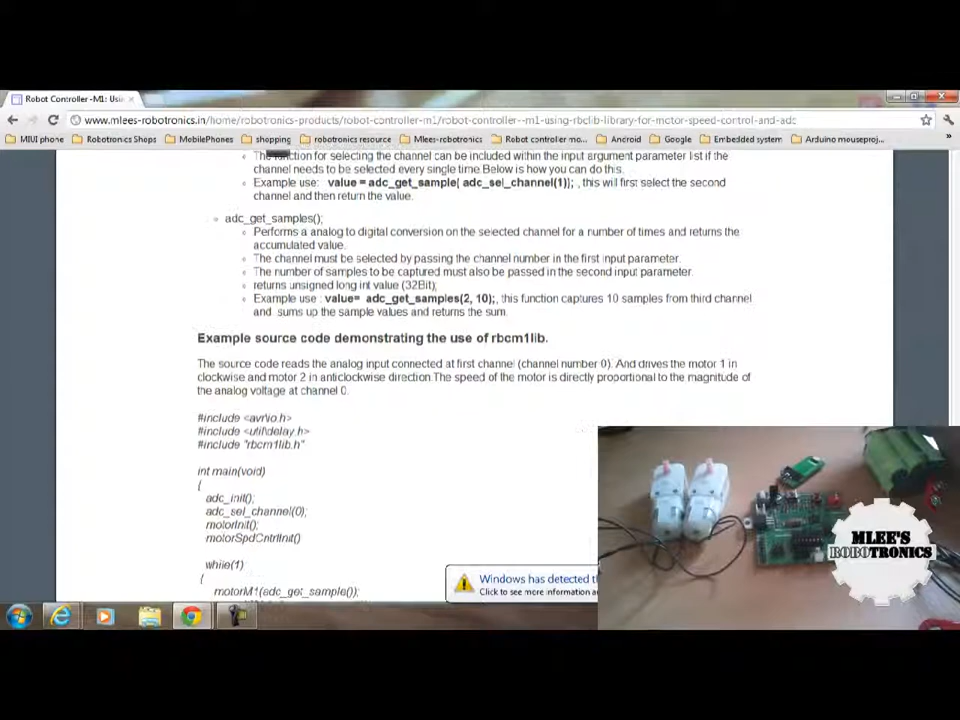 Robot Controller -M1: Usi
www.mlees-robotronics.in/home/robotronics-products/robot-controller-m1/robot-controller--m1-using-rbclib-library-for-motor-speed-control-and-adc
MIUI phone
Robotronics Shops
MobilePhones
shopping
robotronics resource
Mlees-robotronics
Robot controller mo...
Android
Google
Embedded system
Arduino mouseproj...
The function for selecting the channel can be included within the input argument parameter list if the
channel needs to be selected every single time.Below is how you can do this.
Example use: value = adc_get_sample( adc_sel_channel(1)); , this will first select the second
channel and then return the value.
adc_get_samples();
Performs a analog to digital conversion on the selected channel for a number of times and returns the
accumulated value.
The channel must be selected by passing the channel number in the first input parameter.
The number of samples to be captured must also be passed in the second input parameter.
returns unsigned long int value (32Bit);
Example use : value= adc_get_samples(2, 10);, this function captures 10 samples from third channel
and sums up the sample values and returns the sum.
Example source code demonstrating the use of rbcm1lib.
The source code reads the analog input connected at first channel (channel number 0). And drives the motor 1 in
clockwise and motor 2 in anticlockwise direction.The speed of the motor is directly proportional to the magnitude of
the analog voltage at channel 0.
#include <avr\io.h>
#include <util\delay.h>
#include "rbcm1lib.h"
int main(void)
{
adc_init();
adc_sel_channel(0);
motorInit();
motorSpdCntrlInit()
while(1)
{
motorM1(adc_get_sample());
Windows has detected th
Click to see more information a
MLEE'S
ROBOTRONICS